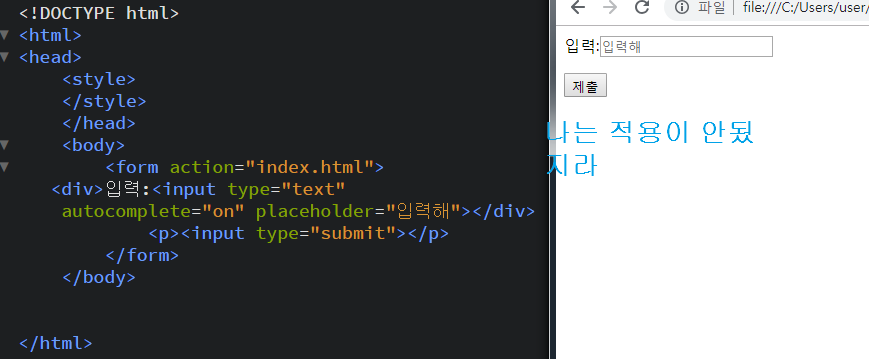 <!DOCTYPE html>
<html>
<head>
<style>
</style>
</head>
<body>
<form action="index.html">
<div>입력:<input type="text"
autocomplete="on" placeholder="입력해"></div>
<p><input type="submit"></p>
</form>
</body>
</html>
파일 | file:///C:/Users/user/
입력:입력해
제출
나는 적용이 안됬
지라